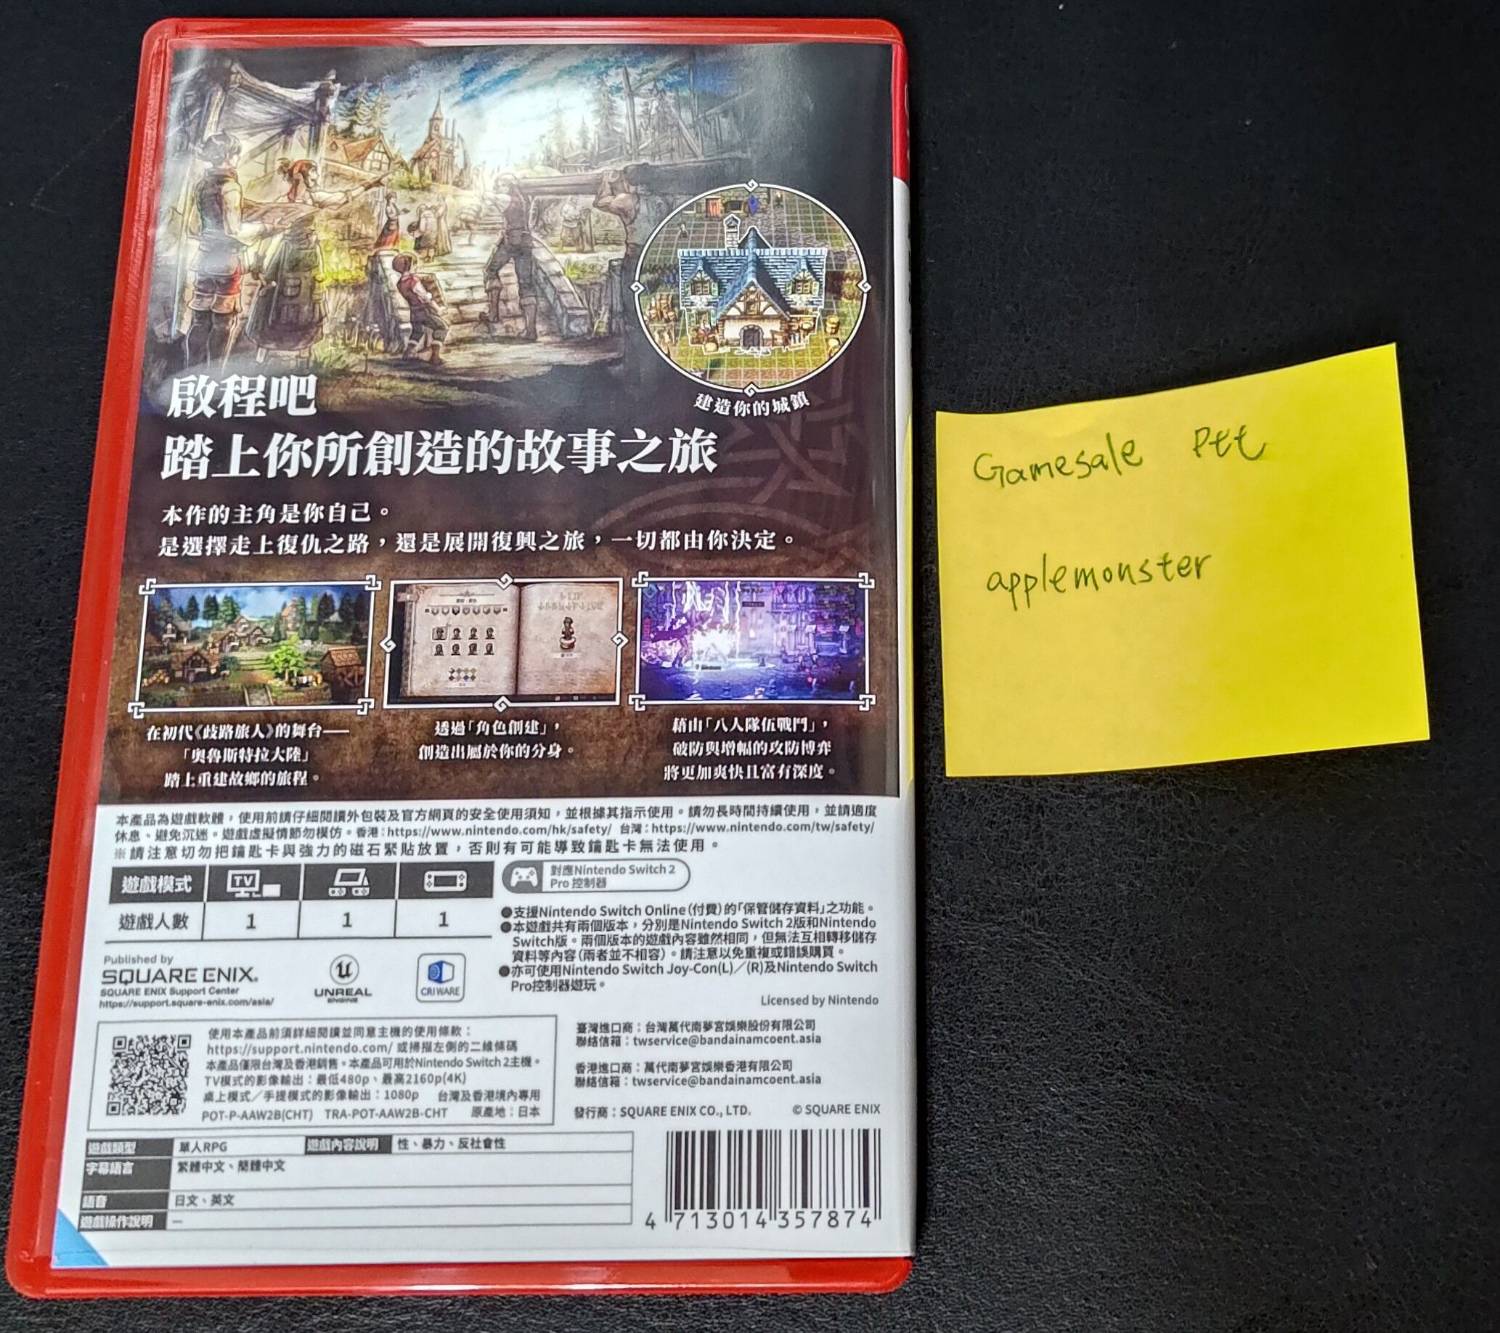 啟程吧
踏上你所創造的故事之旅
建造你的城鎮
本作的主角是你自己。
是選擇走上復仇之路，還是展開復興之旅，一切都由你決定。
在初代《歧路旅人》的舞台——
「奧魯斯特拉大陸」
踏上重建故鄉的旅程。
透過「角色創建」，
創造出屬於你的分身。
藉由「八人隊伍戰鬥」，
破防與增幅的攻防博弈
將更加爽快且富有深度。
本產品為遊戲軟體，使用前請仔細閱讀外包裝及官方網頁的安全使用須知，並根據其指示使用。請勿長時間持續使用，並請適度
休息、避免沉迷。遊戲虛擬情節勿模仿。香港：https://www.nintendo.com/hk/safety/ 台灣：https://www.nintendo.com/tw/safety/
※請注意切勿把鑰匙卡與強力的磁石緊貼放置，否則有可能導致鑰匙卡無法使用。
遊戲模式 TV
遊戲人數 1 1 1
對應Nintendo Switch 2
Pro 控制器
●支援Nintendo Switch Online（付費）的「保管儲存資料」之功能。
●本遊戲共有兩個版本，分別是Nintendo Switch 2版和Nintendo
Switch版。兩個版本的遊戲內容雖然相同，但無法互相轉移儲存
資料等內容（兩者並不相容）。請注意以免重複或錯誤購買。
●亦可使用Nintendo Switch Joy-Con(L)／(R)及Nintendo Switch
Pro控制器遊玩。
Published by
SQUARE ENIX.
SQUARE ENIX Support Center
https://support.square-enix.com/asia/
UNREAL
ENGINE
CRIWARE
Licensed by Nintendo
使用本產品前須詳細閱讀並同意主機的使用條款：
https://support.nintendo.com/ 或掃描左側的二維條碼
本產品僅限台灣及香港銷售。本產品可用於Nintendo Switch 2主機。
TV模式的影像輸出：最低480p、最高2160p(4K)
桌上模式／手提模式的影像輸出：1080p 台灣及香港境內專用
POT-P-AAW2B(CHT) TRA-POT-AAW2B-CHT 原產地：日本
臺灣進口商：台灣萬代南夢宮娛樂股份有限公司
聯絡信箱：twservice@bandainamcoent.asia
香港進口商：萬代南夢宮娛樂香港有限公司
聯絡信箱：twservice@bandainamcoent.asia
發行商：SQUARE ENIX CO., LTD. © SQUARE ENIX
遊戲類型 單人RPG 遊戲內容說明 性、暴力、反社會性
字幕語言 繁體中文、簡體中文
語音 日文、英文
遊戲操作說明 —
4 713014 357874
Gamesale Ptt
applemonster